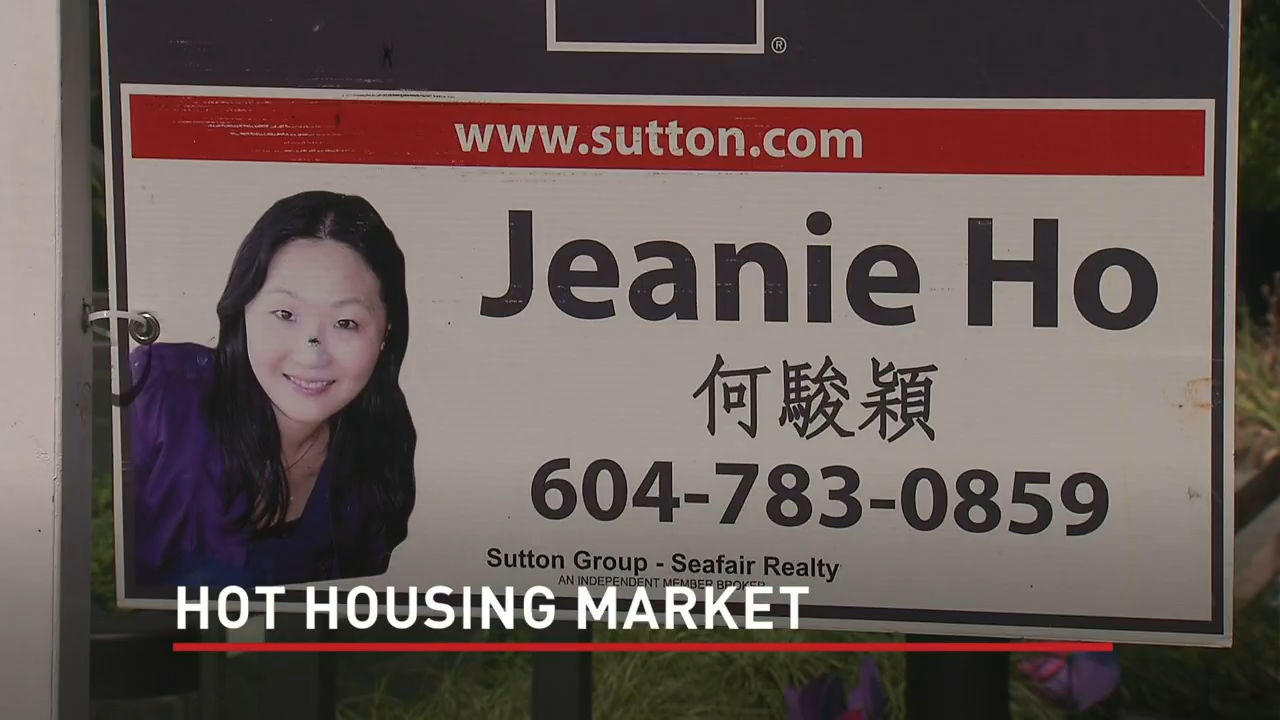 ®
www.sutton.com
Jeanie Ho
何駿穎
604-783-0859
Sutton Group - Seafair Realty
AN INDEPENDENT MEMBER BROKER
HOT HOUSING MARKET